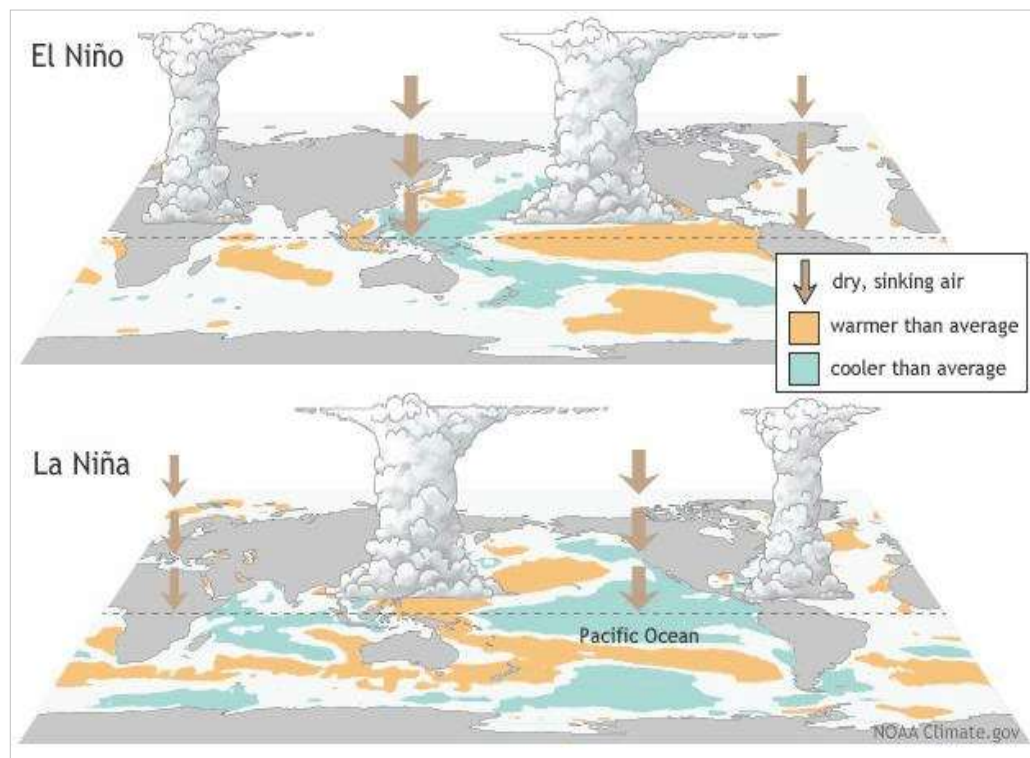 El Niño
dry, sinking air
warmer than average
cooler than average
La Niña
Pacific Ocean
NOAA Climate.gov